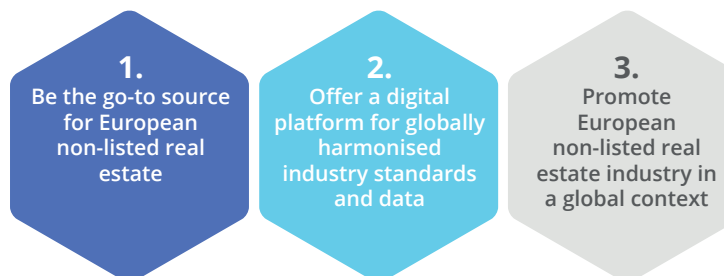 1.
Be the go-to source
for European
non-listed real
estate
2.
Offer a digital
platform for globally
harmonised
industry standards
and data
3.
Promote
European
non-listed real
estate industry in
a global context